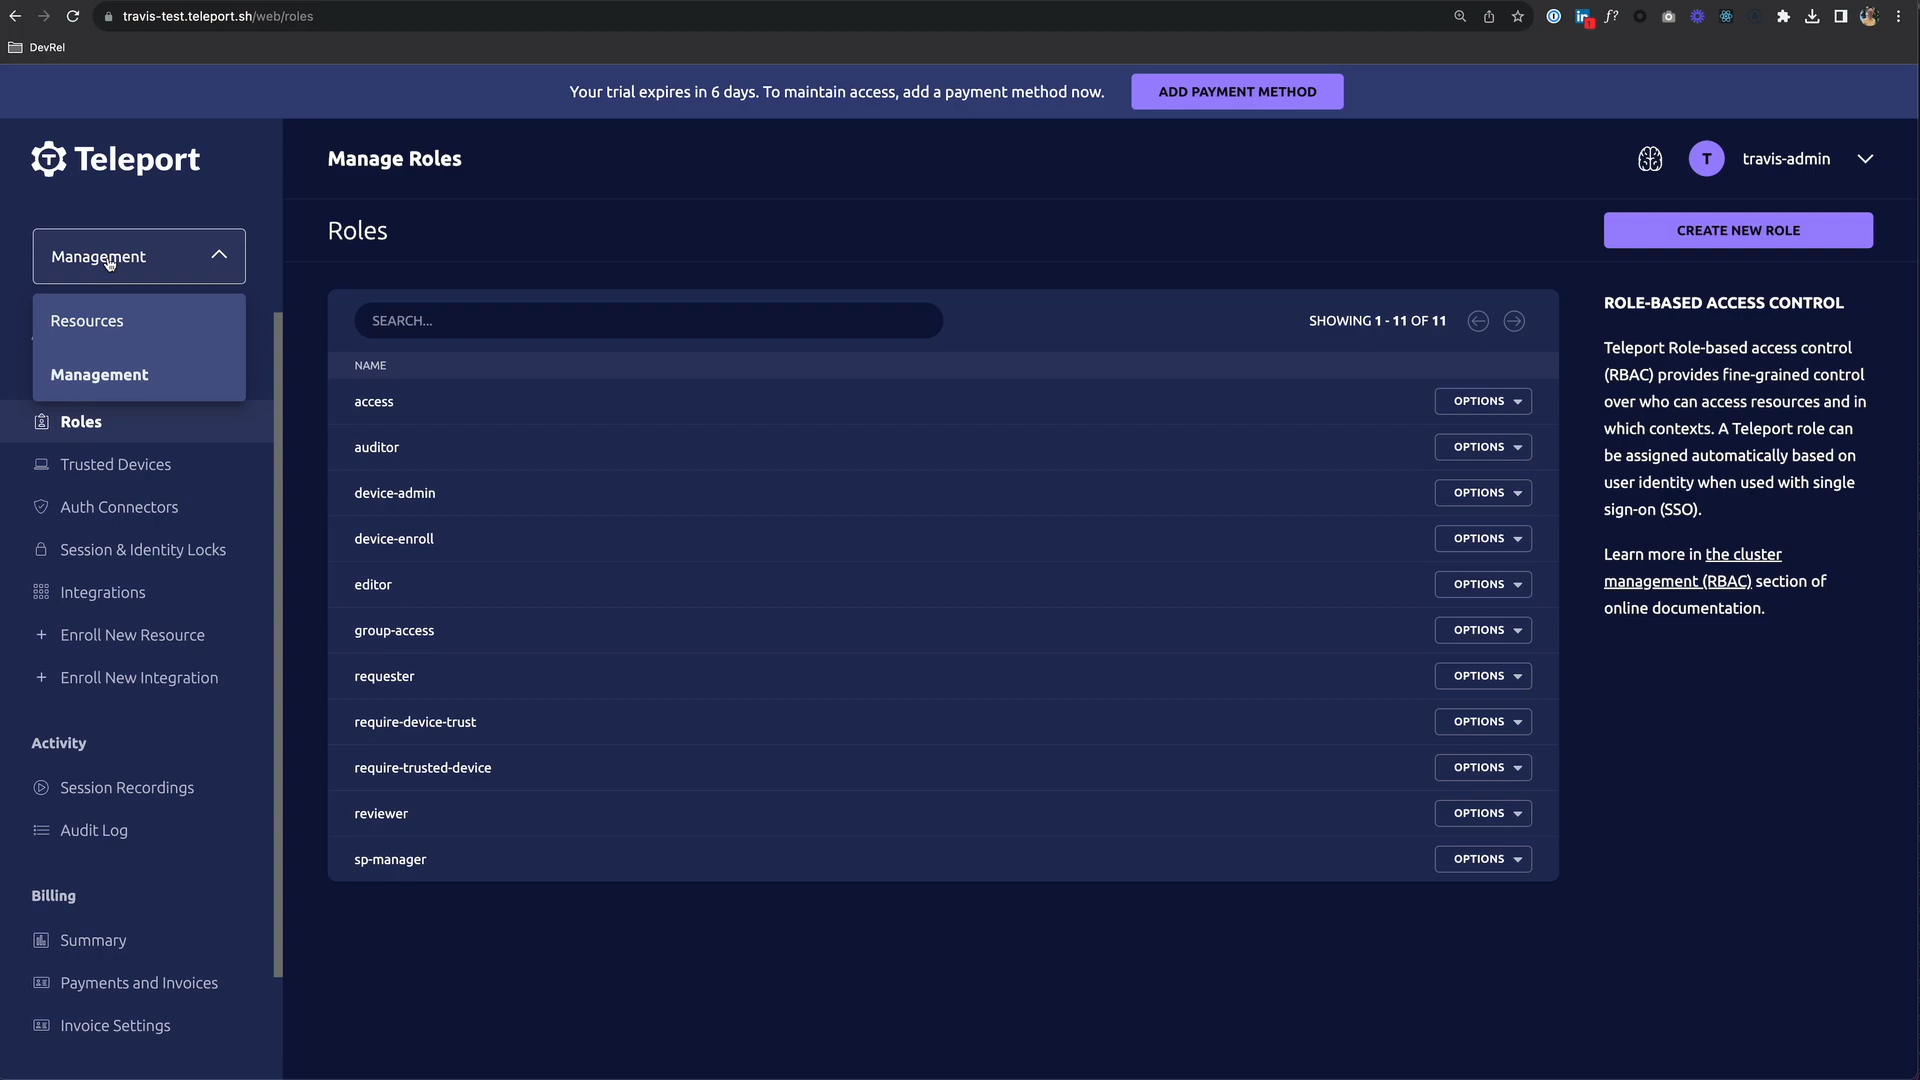 travis-test.teleport.sh/web/roles
DevRel
Your trial expires in 6 days. To maintain access, add a payment method now.
ADD PAYMENT METHOD
Teleport
Manage Roles
T
travis-admin
Management
Resources
Management
Roles
Trusted Devices
Auth Connectors
Session & Identity Locks
Integrations
+ Enroll New Resource
+ Enroll New Integration
Activity
Session Recordings
Audit Log
Billing
Summary
Payments and Invoices
Invoice Settings
Roles
CREATE NEW ROLE
SEARCH...
SHOWING 1 - 11 OF 11
NAME
access OPTIONS
auditor OPTIONS
device-admin OPTIONS
device-enroll OPTIONS
editor OPTIONS
group-access OPTIONS
requester OPTIONS
require-device-trust OPTIONS
require-trusted-device OPTIONS
reviewer OPTIONS
sp-manager OPTIONS
ROLE-BASED ACCESS CONTROL
Teleport Role-based access control
(RBAC) provides fine-grained control
over who can access resources and in
which contexts. A Teleport role can
be assigned automatically based on
user identity when used with single
sign-on (SSO).
Learn more in the cluster
management (RBAC) section of
online documentation.